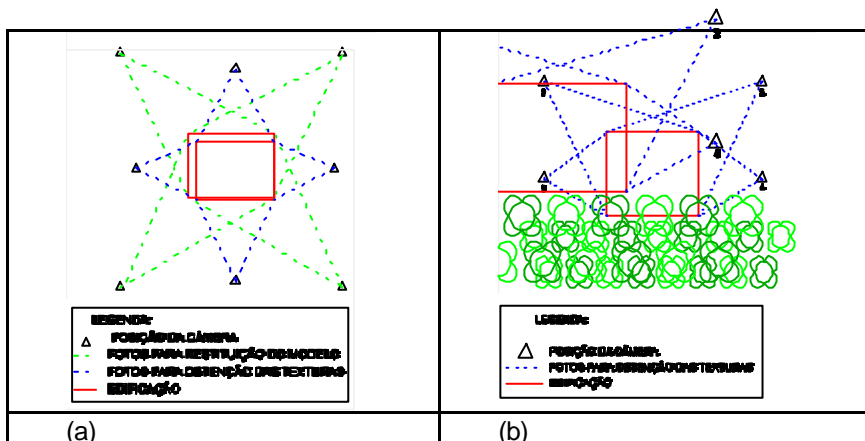 LEGENDA:
POSIÇÃO DA CÂMERA
FOTOS PARA RESTITUIÇÃO DO MODELO
FOTOS PARA OBTENÇÃO DAS TEXTURAS
EDIFICAÇÃO
(a)
LEGENDA:
POSIÇÃO DA CÂMERA
FOTOS PARA OBTENÇÃO DAS TEXTURAS
EDIFICAÇÃO
(b)